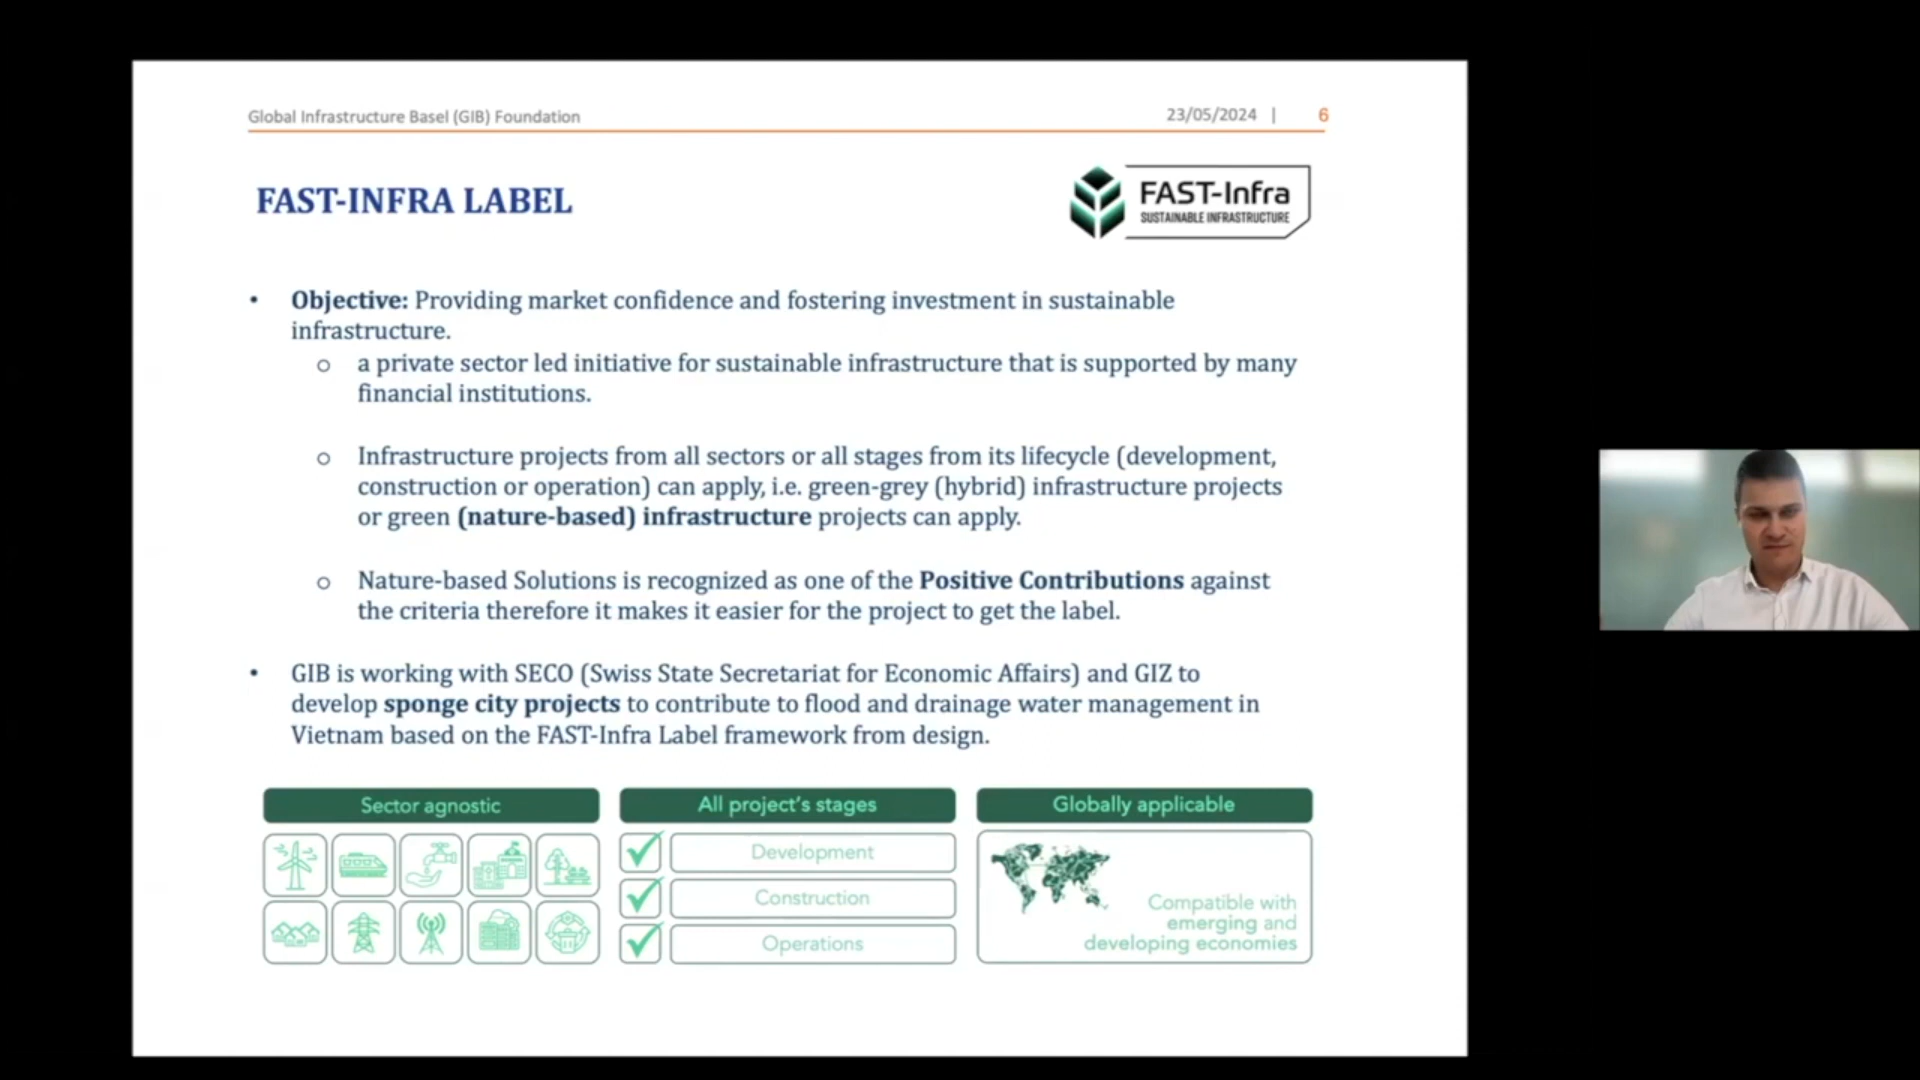 Global Infrastructure Basel (GIB) Foundation
23/05/2024 | 6
FAST-INFRA LABEL
FAST-Infra
SUSTAINABLE INFRASTRUCTURE
• Objective: Providing market confidence and fostering investment in sustainable
infrastructure.
o a private sector led initiative for sustainable infrastructure that is supported by many
financial institutions.
o Infrastructure projects from all sectors or all stages from its lifecycle (development,
construction or operation) can apply, i.e. green-grey (hybrid) infrastructure projects
or green (nature-based) infrastructure projects can apply.
o Nature-based Solutions is recognized as one of the Positive Contributions against
the criteria therefore it makes it easier for the project to get the label.
• GIB is working with SECO (Swiss State Secretariat for Economic Affairs) and GIZ to
develop sponge city projects to contribute to flood and drainage water management in
Vietnam based on the FAST-Infra Label framework from design.
Sector agnostic
All project's stages
Development
Construction
Operations
Globally applicable
Compatible with
emerging and
developing economies